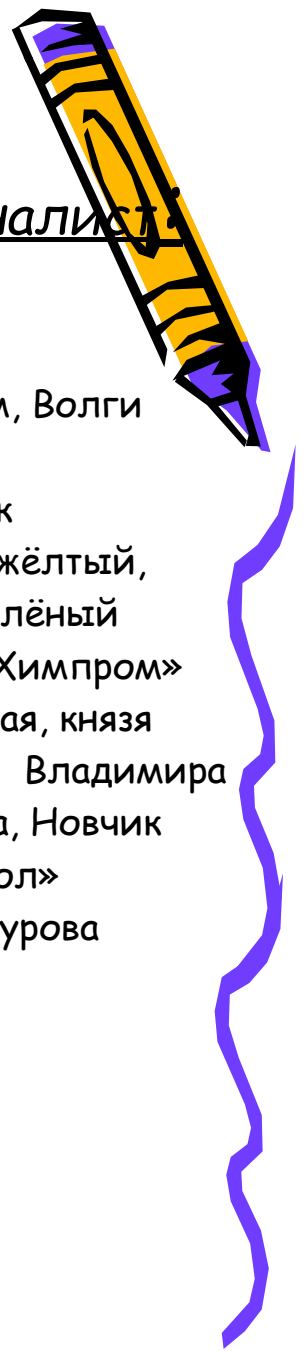 налист:
м, Волги
к
жёлтый,
лёный
Химпром»
ая, князя
Владимира
а, Новчик
ол»
урова